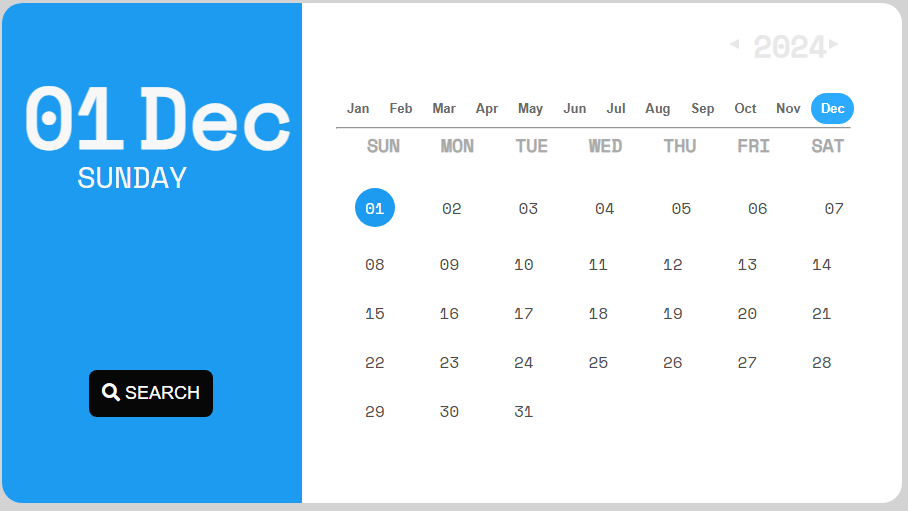 01 Dec
SUNDAY
SEARCH
◂ 2024 ▸
Jan Feb Mar Apr May Jun Jul Aug Sep Oct Nov Dec
SUN MON TUE WED THU FRI SAT
01 02 03 04 05 06 07
08 09 10 11 12 13 14
15 16 17 18 19 20 21
22 23 24 25 26 27 28
29 30 31